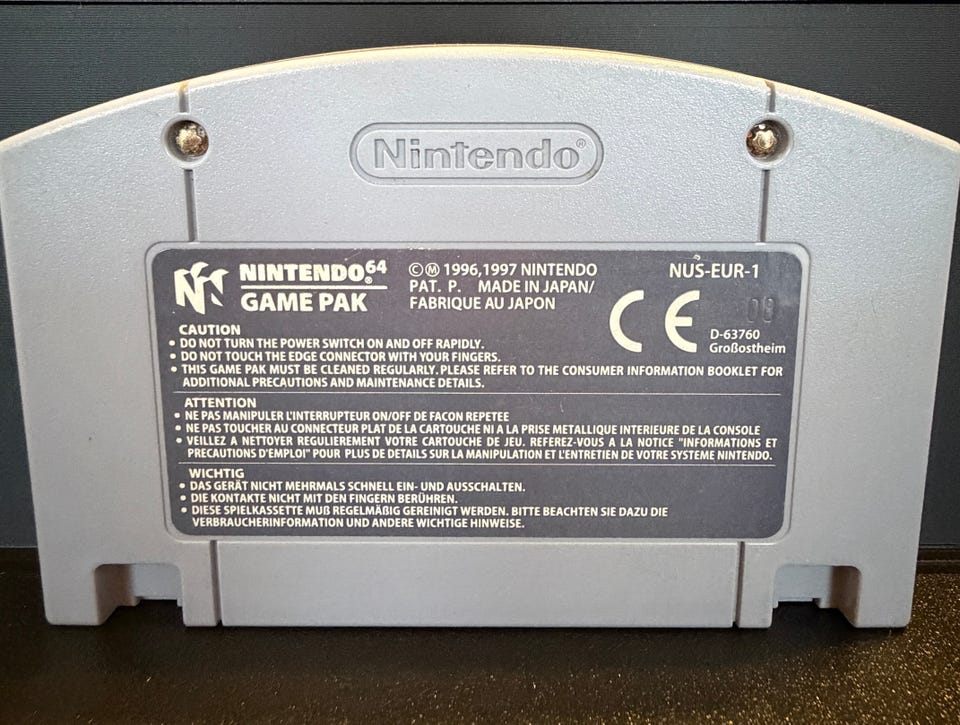 Nintendo®
NINTENDO64®
GAME PAK
©Ⓜ 1996,1997 NINTENDO
PAT. P. MADE IN JAPAN/
FABRIQUE AU JAPON
NUS-EUR-1
CE
08
D-63760
Großostheim
CAUTION
• DO NOT TURN THE POWER SWITCH ON AND OFF RAPIDLY.
• DO NOT TOUCH THE EDGE CONNECTOR WITH YOUR FINGERS.
• THIS GAME PAK MUST BE CLEANED REGULARLY. PLEASE REFER TO THE CONSUMER INFORMATION BOOKLET FOR
ADDITIONAL PRECAUTIONS AND MAINTENANCE DETAILS.
ATTENTION
• NE PAS MANIPULER L'INTERRUPTEUR ON/OFF DE FACON REPETEE
• NE PAS TOUCHER AU CONNECTEUR PLAT DE LA CARTOUCHE NI A LA PRISE METALLIQUE INTERIEURE DE LA CONSOLE
• VEILLEZ A NETTOYER REGULIEREMENT VOTRE CARTOUCHE DE JEU. REFEREZ-VOUS A LA NOTICE "INFORMATIONS ET
PRECAUTIONS D'EMPLOI" POUR PLUS DE DETAILS SUR LA MANIPULATION ET L'ENTRETIEN DE VOTRE SYSTEME NINTENDO.
WICHTIG
• DAS GERÄT NICHT MEHRMALS SCHNELL EIN- UND AUSSCHALTEN.
• DIE KONTAKTE NICHT MIT DEN FINGERN BERÜHREN.
• DIESE SPIELKASSETTE MUß REGELMÄßIG GEREINIGT WERDEN. BITTE BEACHTEN SIE DAZU DIE
VERBRAUCHERINFORMATION UND ANDERE WICHTIGE HINWEISE.